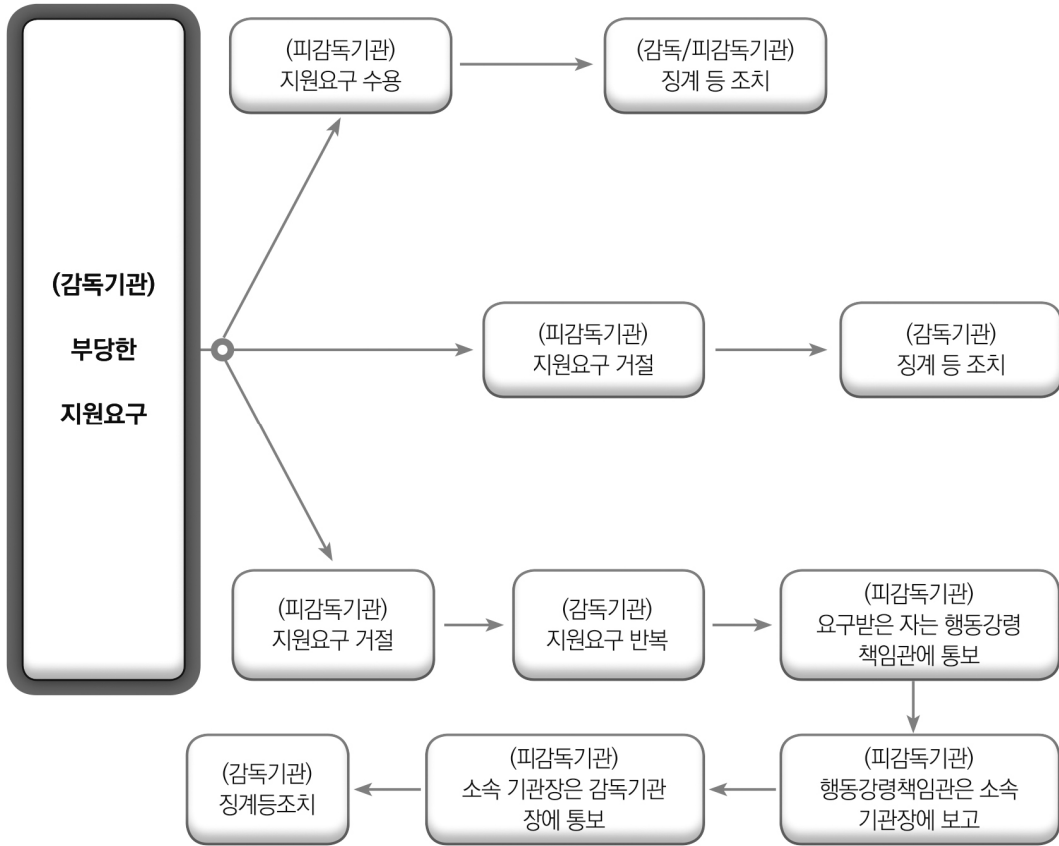 (감독기관)
부당한
지원요구
(피감독기관)
지원요구 수용
(감독/피감독기관)
징계 등 조치
(피감독기관)
지원요구 거절
(감독기관)
징계 등 조치
(피감독기관)
지원요구 거절
(감독기관)
지원요구 반복
(피감독기관)
요구받은 자는 행동강령
책임관에 통보
(피감독기관)
행동강령책임관은 소속
기관장에 보고
(피감독기관)
소속 기관장은 감독기관
장에 통보
(감독기관)
징계등조치